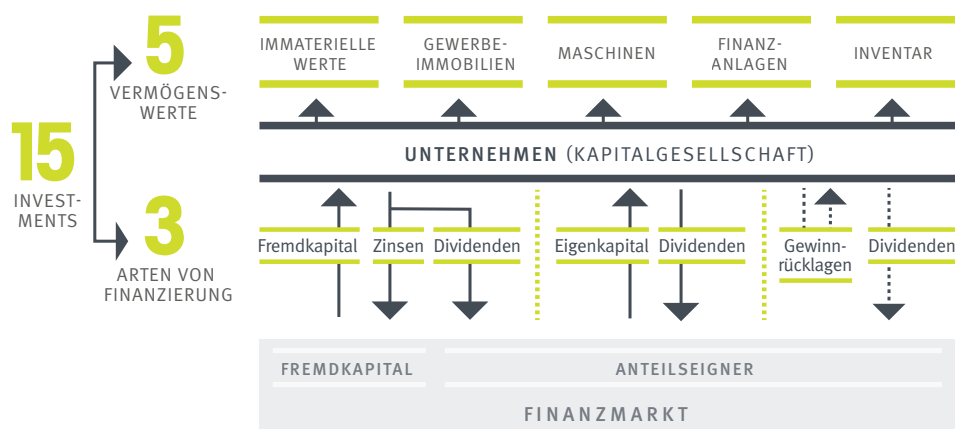 5
VERMÖGENS-
WERTE
15
INVEST-
MENTS
3
ARTEN VON
FINANZIERUNG
IMMATERIELLE
WERTE
GEWERBE-
IMMOBILIEN
MASCHINEN
FINANZ-
ANLAGEN
INVENTAR
UNTERNEHMEN (KAPITALGESELLSCHAFT)
Fremdkapital
Zinsen
Dividenden
Eigenkapital
Dividenden
Gewinn-
rücklagen
Dividenden
FREMDKAPITAL
ANTEILSEIGNER
FINANZMARKT